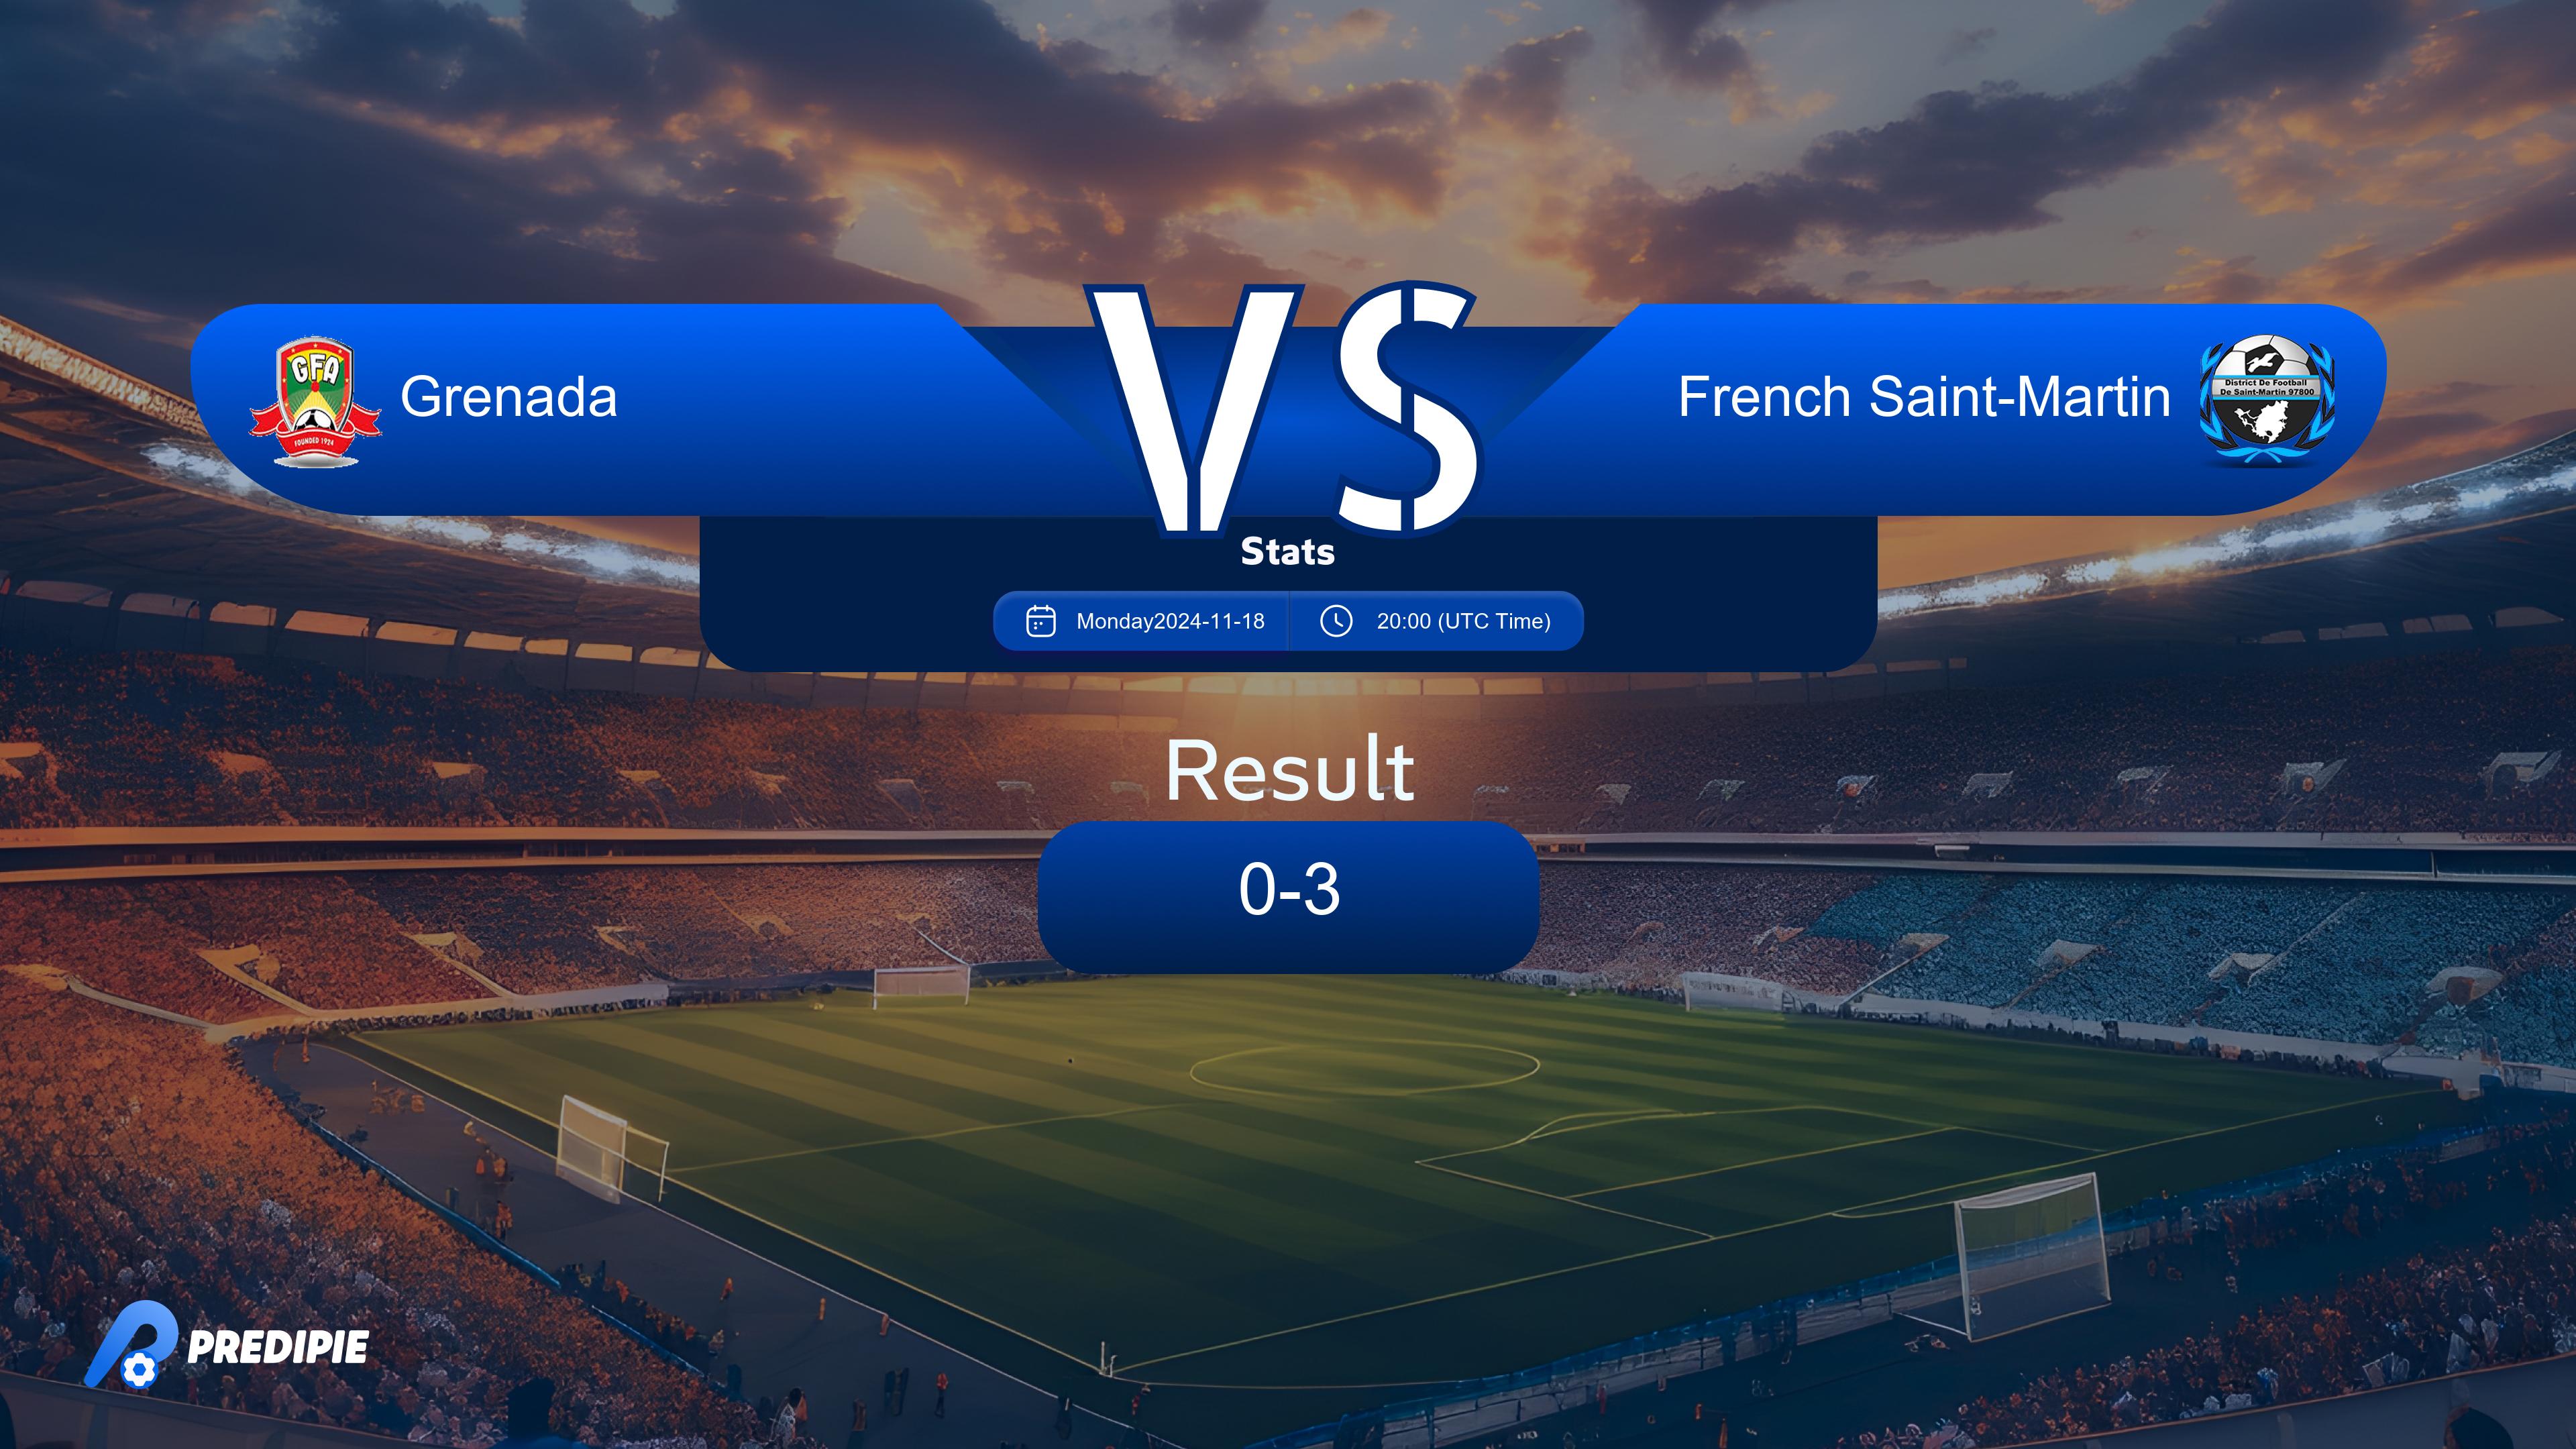 GFA
FOUNDED 1924
Grenada
VS
French Saint-Martin
District De Football
De Saint-Martin 97800
Stats
Monday2024-11-18
20:00 (UTC Time)
Result
0-3
PREDIPIE